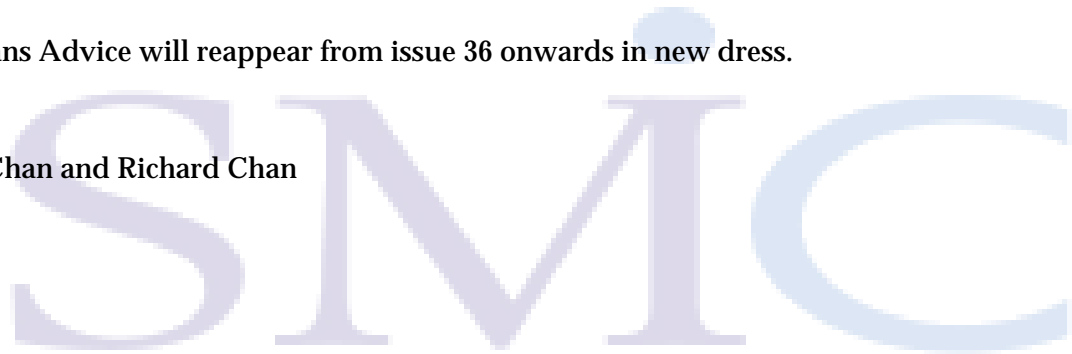 ns Advice will reappear from issue 36 onwards in new dress.
Chan and Richard Chan
SMC